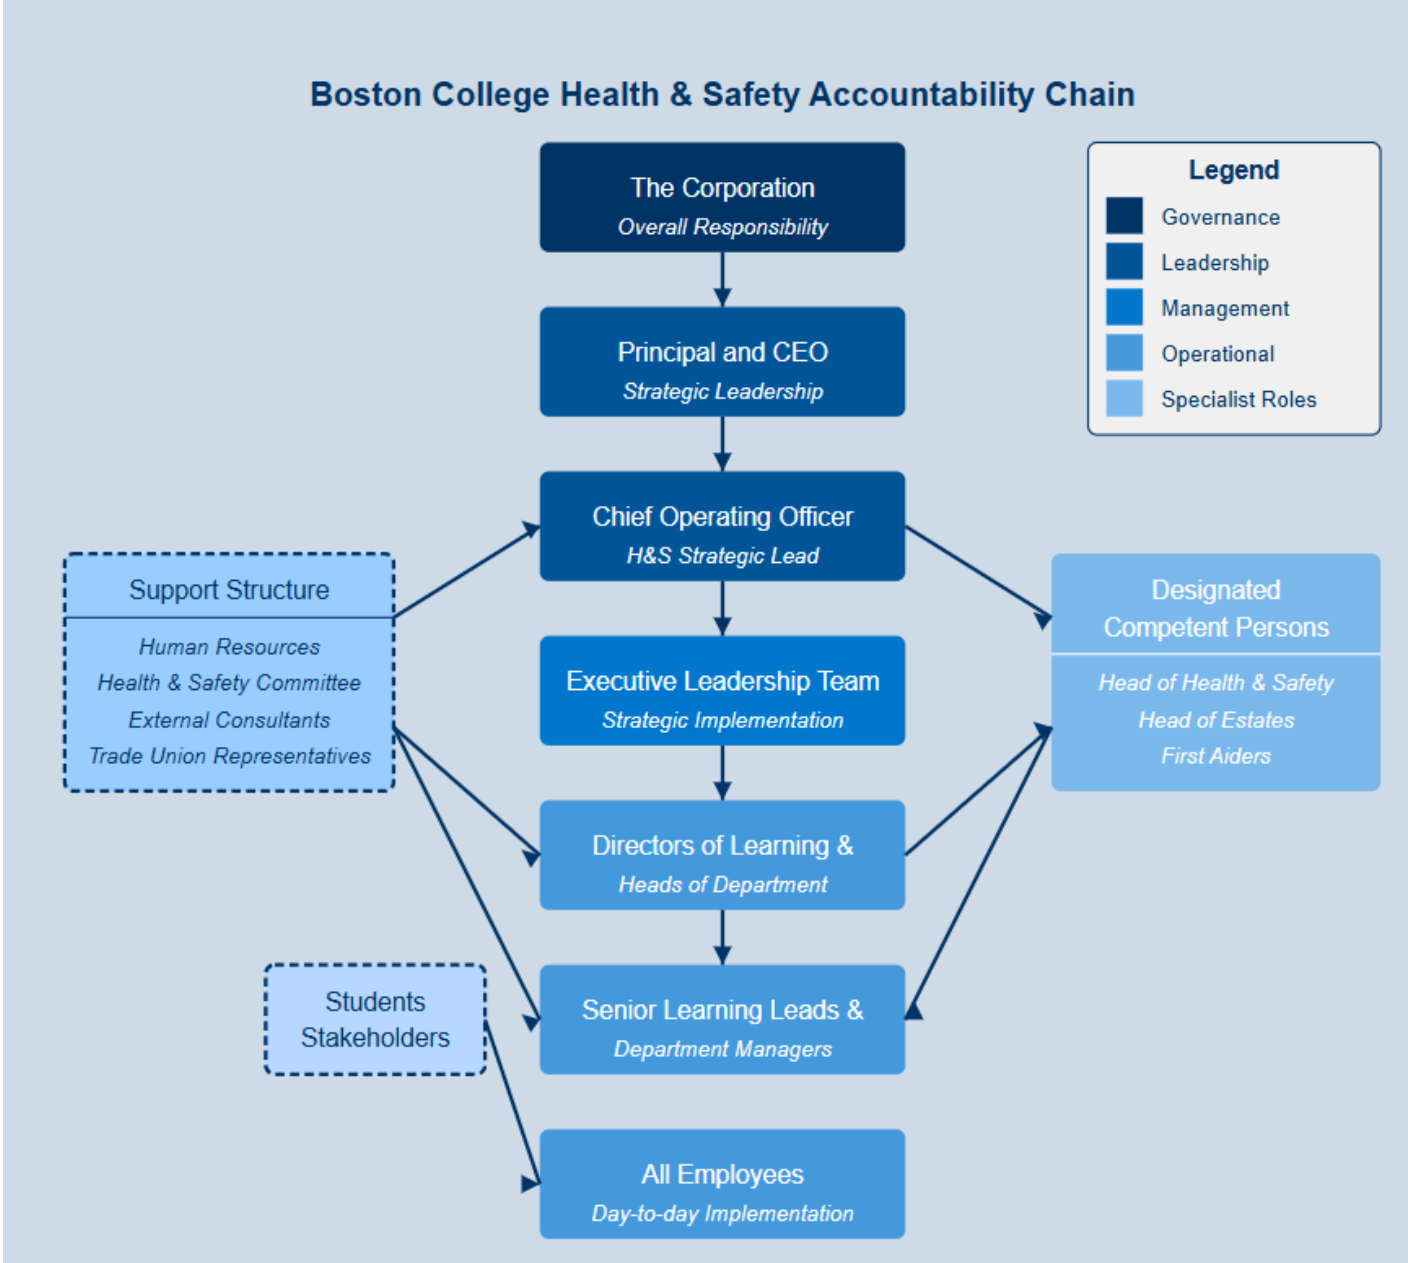 Boston College Health & Safety Accountability Chain
The Corporation
Overall Responsibility
Legend
Governance
Leadership
Management
Operational
Specialist Roles
Principal and CEO
Strategic Leadership
Chief Operating Officer
H&S Strategic Lead
Support Structure
Human Resources
Health & Safety Committee
External Consultants
Trade Union Representatives
Executive Leadership Team
Strategic Implementation
Designated
Competent Persons
Head of Health & Safety
Head of Estates
First Aiders
Directors of Learning &
Heads of Department
Students
Stakeholders
Senior Learning Leads &
Department Managers
All Employees
Day-to-day Implementation